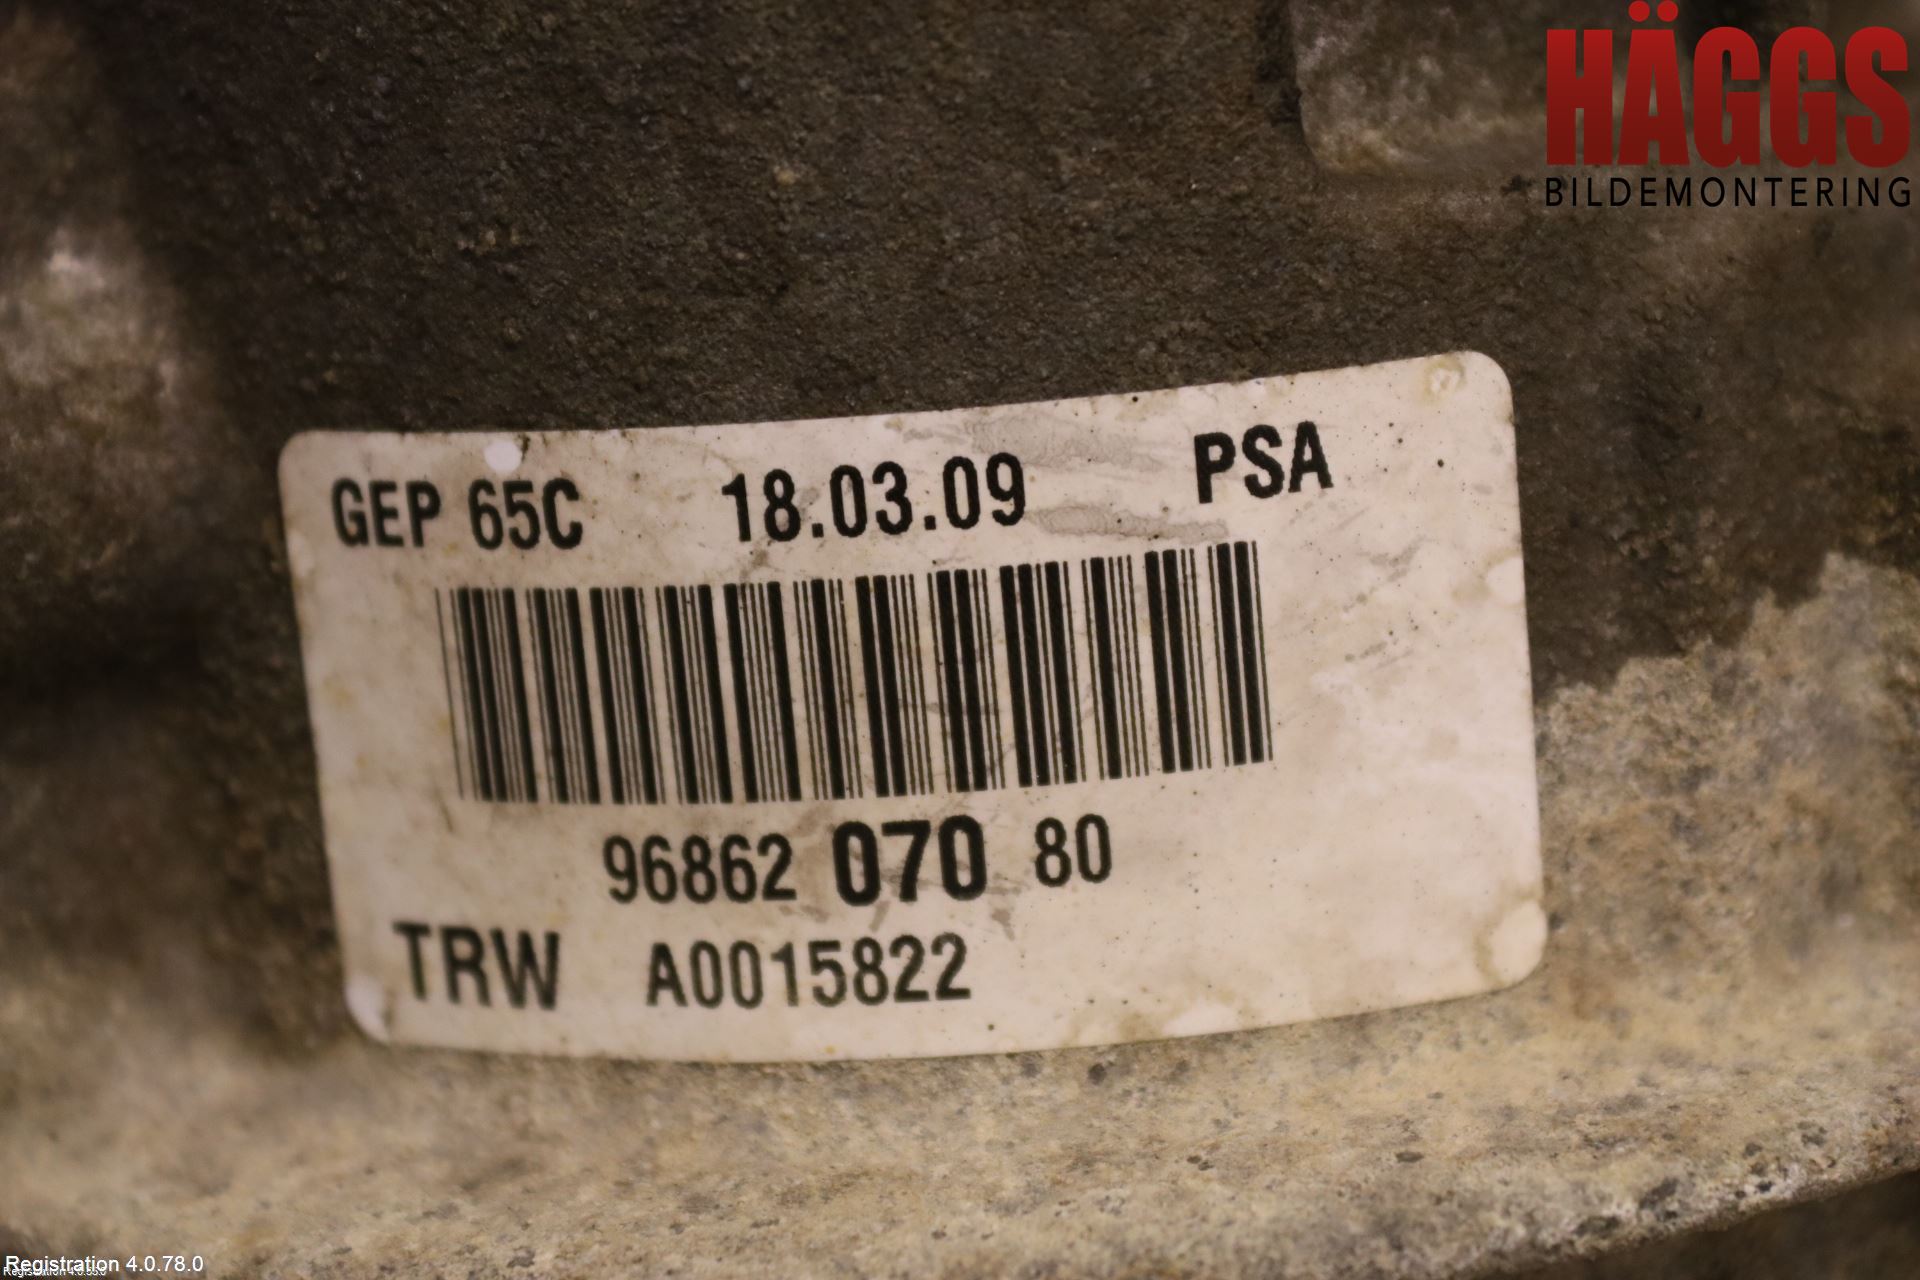 HÄGGS
BILDEMONTERING
GEP 65C 18.03.09 PSA
96862 070 80
TRW A0015822
Registration 4.0.78.0